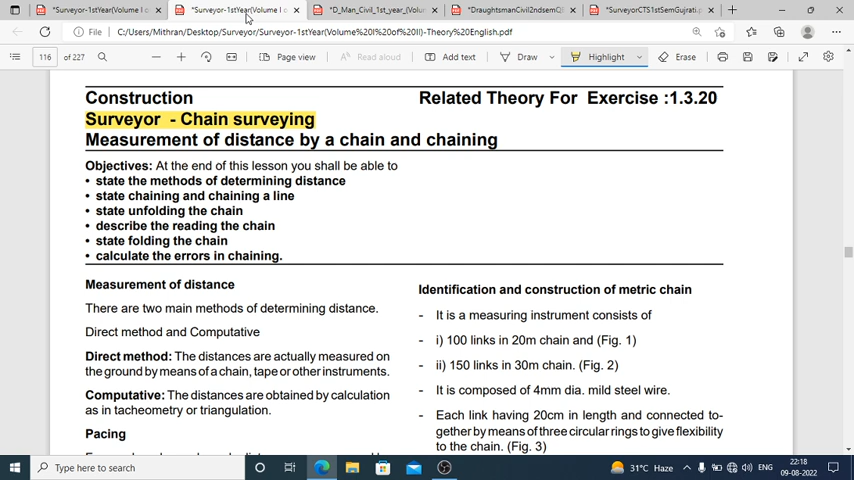 *Surveyor-1stYear(Volume I o
*Surveyor-1stYear(Volume I o
*D_Man_Civil_1st_year_(Volum
*DraughtsmanCivil2ndsemQB
*SurveyorCTS1stSemGujrati.p
File C:/Users/Mithran/Desktop/Surveyor/Surveyor-1stYear(Volume%20I%20of%20II)-Theory%20English.pdf
116 of 227 Page view Read aloud Add text Draw Highlight Erase
Construction Related Theory For Exercise :1.3.20
Surveyor - Chain surveying
Measurement of distance by a chain and chaining
Objectives: At the end of this lesson you shall be able to
• state the methods of determining distance
• state chaining and chaining a line
• state unfolding the chain
• describe the reading the chain
• state folding the chain
• calculate the errors in chaining.
Measurement of distance
There are two main methods of determining distance.
Direct method and Computative
Direct method: The distances are actually measured on
the ground by means of a chain, tape or other instruments.
Computative: The distances are obtained by calculation
as in tacheometry or triangulation.
Pacing
Identification and construction of metric chain
- It is a measuring instrument consists of
- i) 100 links in 20m chain and (Fig. 1)
- ii) 150 links in 30m chain. (Fig. 2)
- It is composed of 4mm dia. mild steel wire.
- Each link having 20cm in length and connected to-
gether by means of three circular rings to give flexibility
to the chain. (Fig. 3)
Type here to search
31°C Haze ENG
22:18
09-08-2022